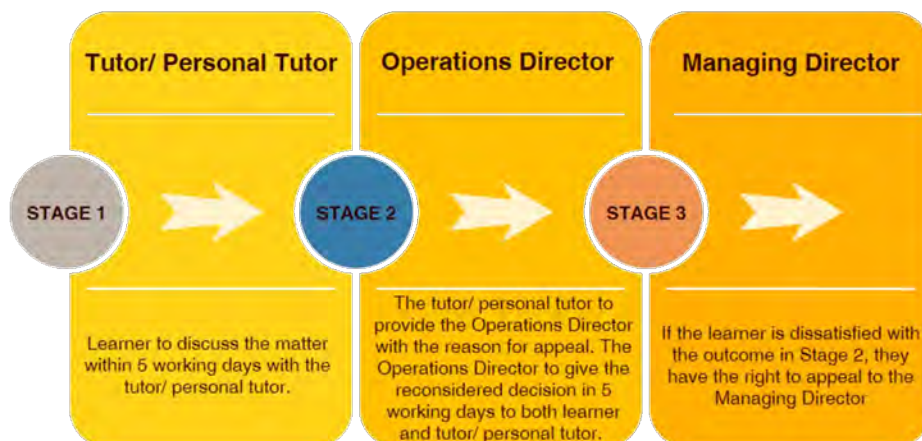 Tutor/ Personal Tutor
STAGE 1
Learner to discuss the matter
within 5 working days with the
tutor/ personal tutor.
Operations Director
STAGE 2
The tutor/ personal tutor to
provide the Operations Director
with the reason for appeal. The
Operations Director to give the
reconsidered decision in 5
working days to both learner
and tutor/ personal tutor.
Managing Director
STAGE 3
If the learner is dissatisfied with
the outcome in Stage 2, they
have the right to appeal to the
Managing Director